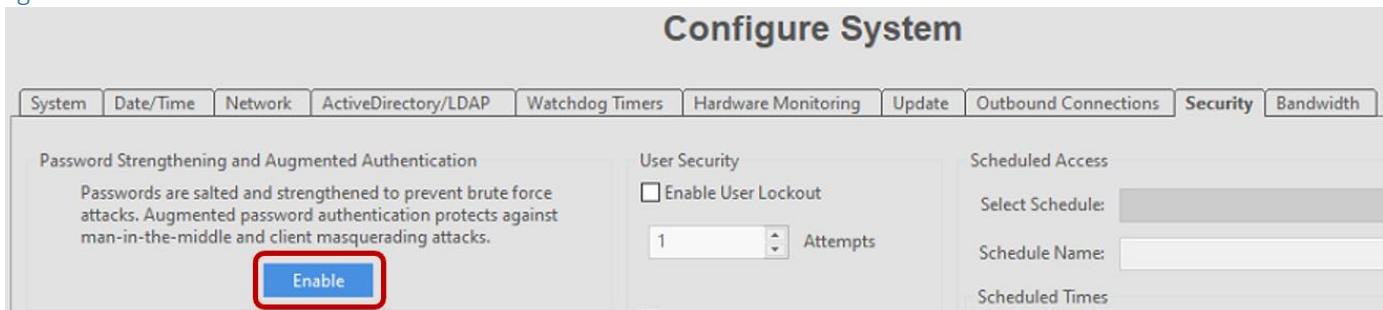 Configure System
System Date/Time Network ActiveDirectory/LDAP Watchdog Timers Hardware Monitoring Update Outbound Connections Security Bandwidth
Password Strengthening and Augmented Authentication
Passwords are salted and strengthened to prevent brute force
attacks. Augmented password authentication protects against
man-in-the-middle and client masquerading attacks.
Enable
User Security
Enable User Lockout
1 Attempts
Scheduled Access
Select Schedule:
Schedule Name:
Scheduled Times